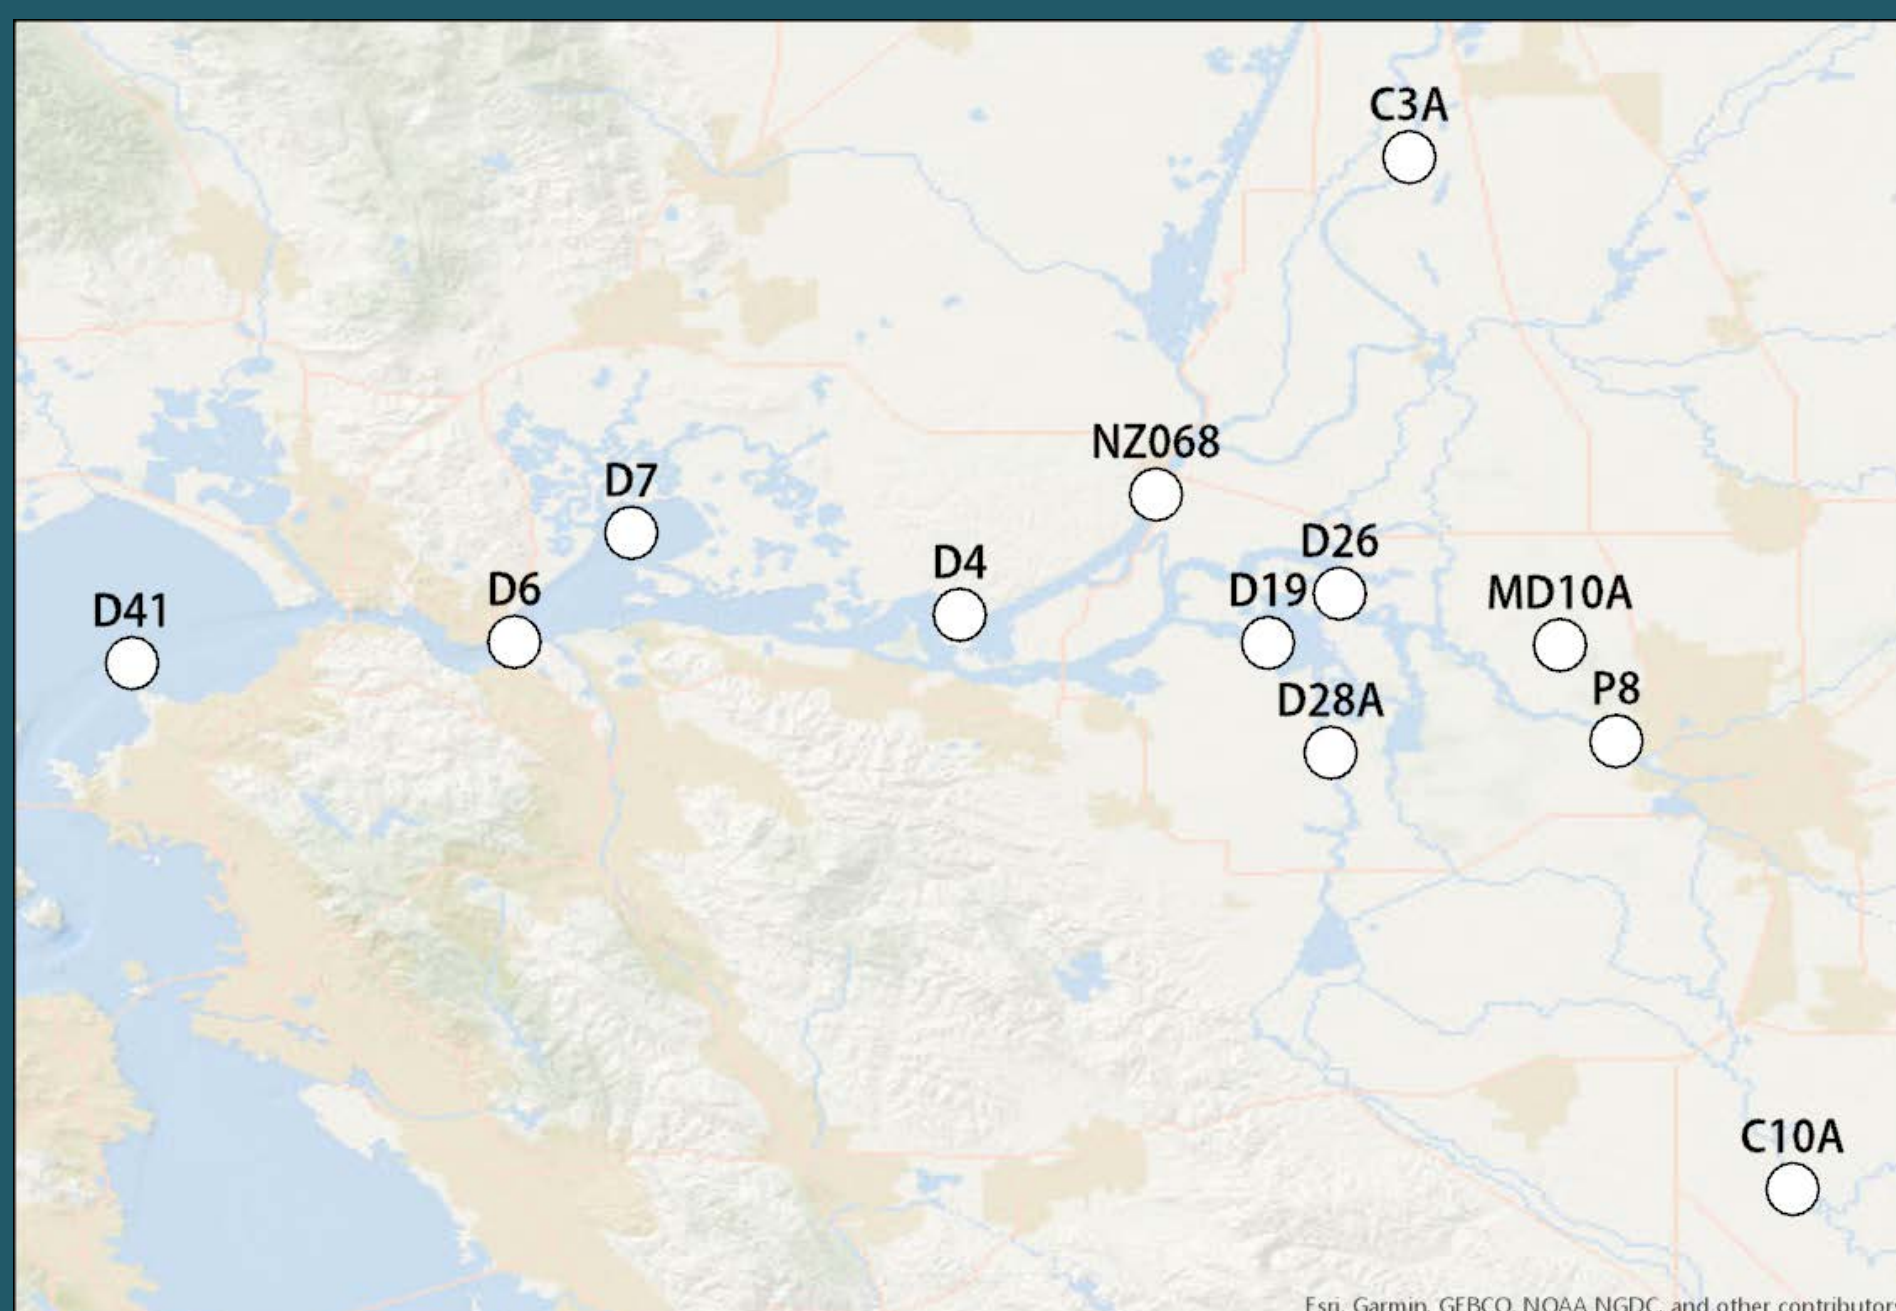 C3A
NZ068
D7
D26
D4
D19
MD10A
D6
D41
D28A
P8
C10A
Esri, Garmin, GEBCO, NOAA NGDC, and other contributors